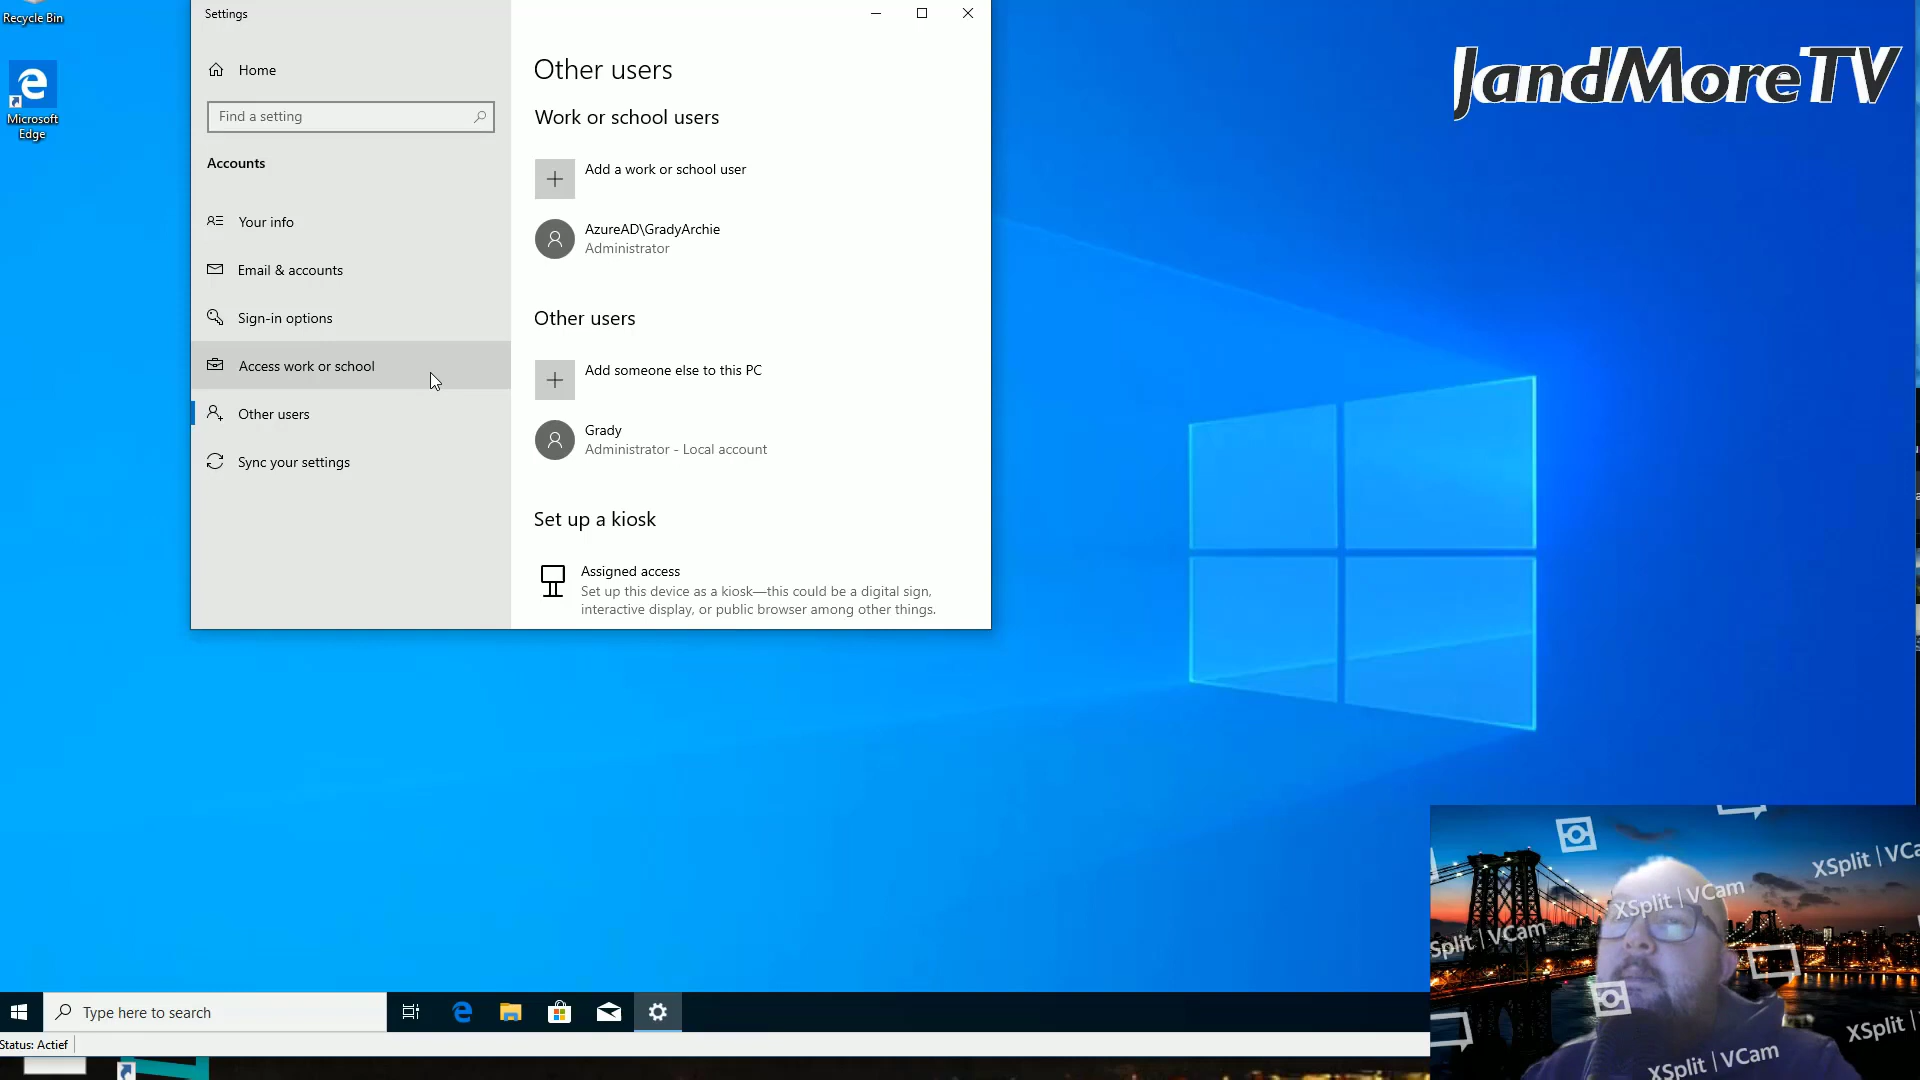 Recycle Bin
Microsoft
Edge
Settings
Home
Find a setting
Accounts
Your info
Email & accounts
Sign-in options
Access work or school
Other users
Sync your settings
Other users
Work or school users
Add a work or school user
AzureAD\GradyArchie
Administrator
Other users
Add someone else to this PC
Grady
Administrator - Local account
Set up a kiosk
Assigned access
Set up this device as a kiosk—this could be a digital sign,
interactive display, or public browser among other things.
JandMoreTV
XSplit | VCam
XSplit | VCam
Split | VCam
XSplit |
XSplit | VCam
Type here to search
Status: Actief